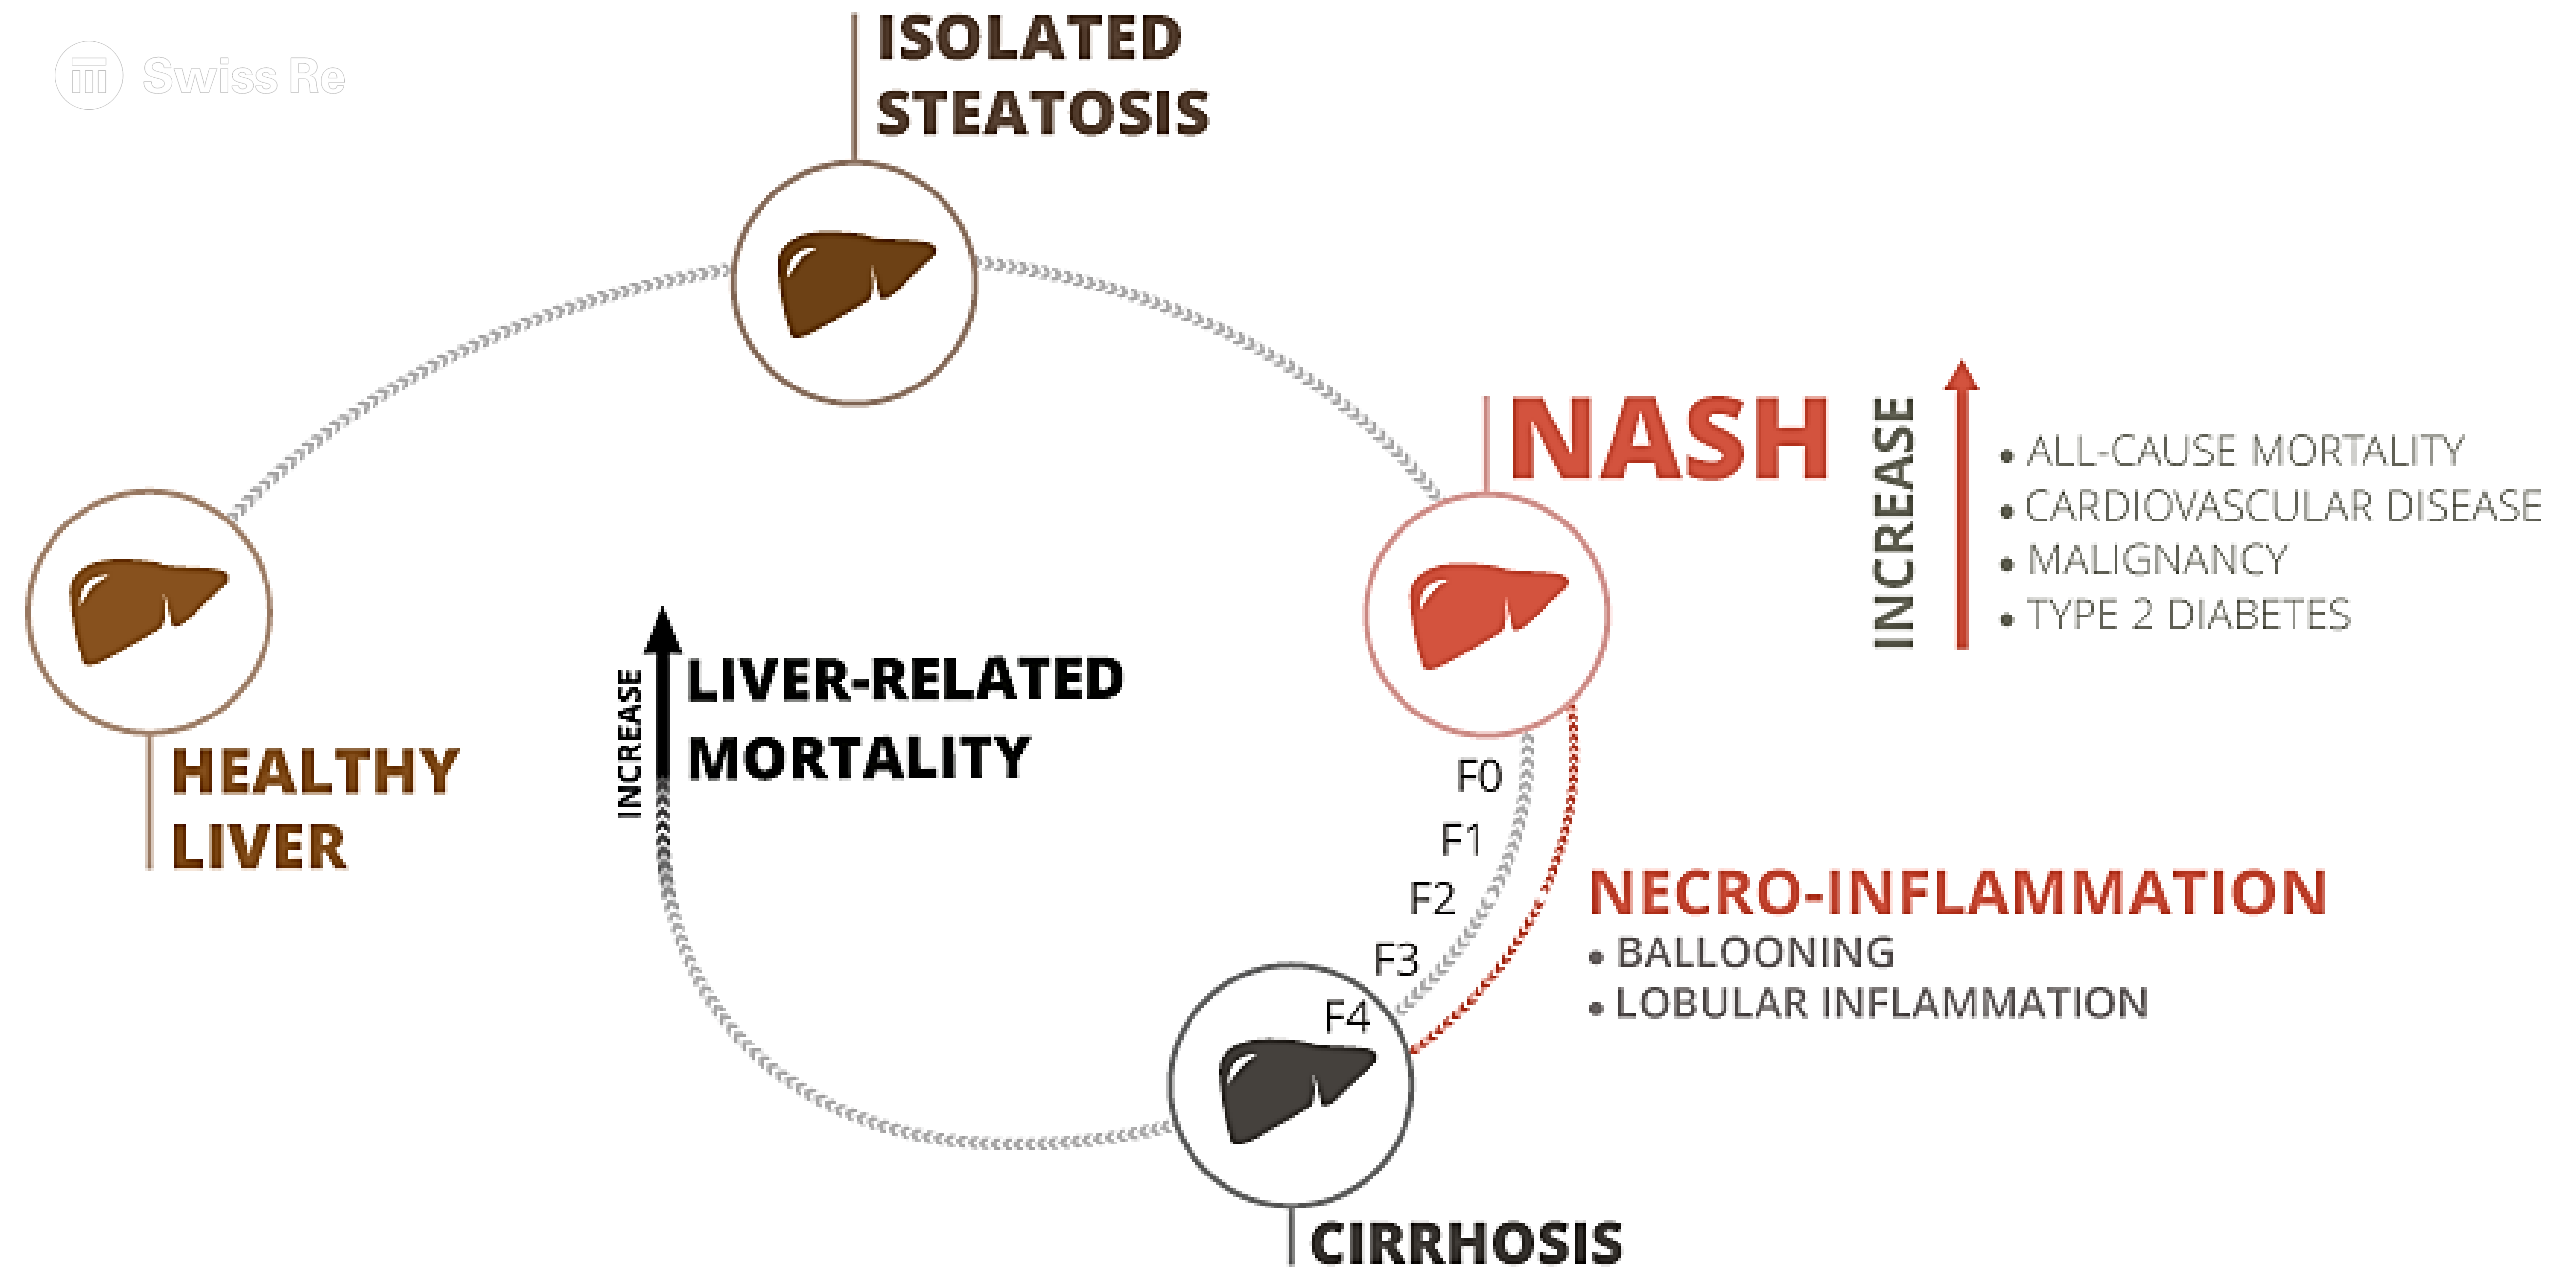 Swiss Re
ISOLATED
STEATOSIS
NASH
INCREASE
• ALL-CAUSE MORTALITY
• CARDIOVASCULAR DISEASE
• MALIGNANCY
• TYPE 2 DIABETES
HEALTHY
LIVER
INCREASE
LIVER-RELATED
MORTALITY
F0
F1
F2
F3
F4
NECRO-INFLAMMATION
• BALLOONING
• LOBULAR INFLAMMATION
CIRRHOSIS